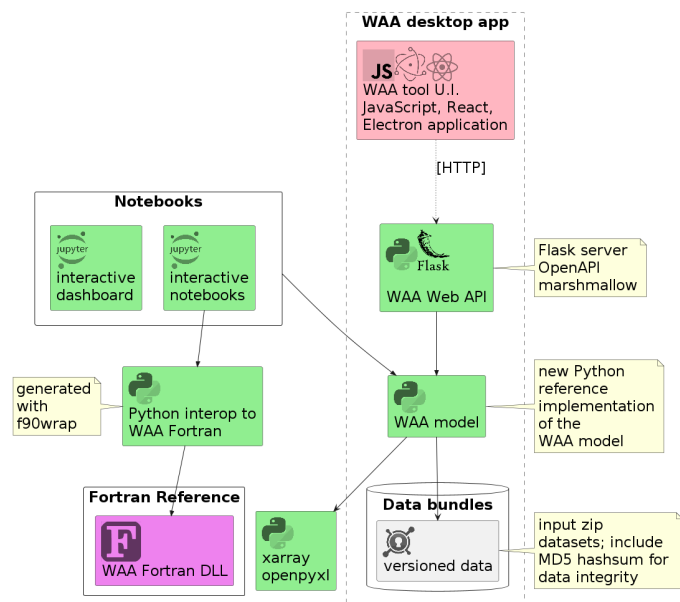 WAA desktop app
JS
WAA tool U.I.
JavaScript, React,
Electron application
[HTTP]
Notebooks
jupyter
interactive
dashboard
jupyter
interactive
notebooks
Flask
WAA Web API
Flask server
OpenAPI
marshmallow
generated
with
f90wrap
Python interop to
WAA Fortran
WAA model
new Python
reference
implementation
of the
WAA model
Fortran Reference
F
WAA Fortran DLL
xarray
openpyxl
Data bundles
versioned data
input zip
datasets; include
MD5 hashsum for
data integrity